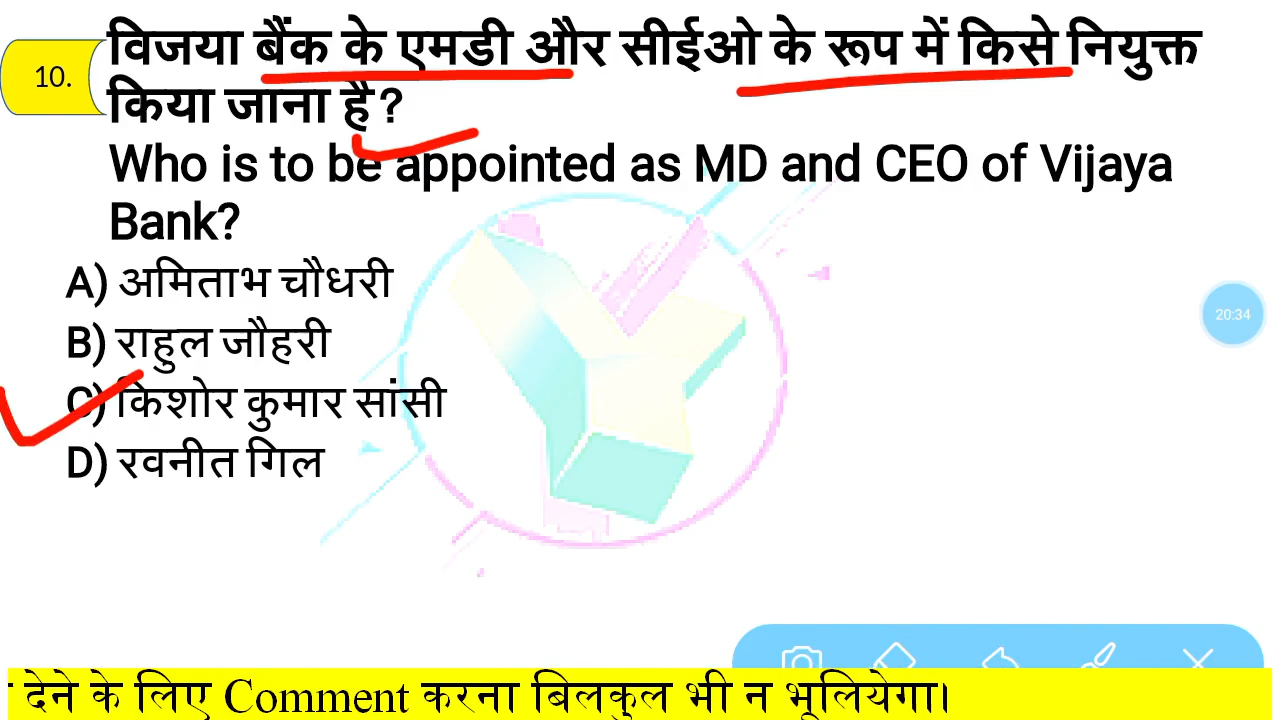 10.
विजया बैंक के एमडी और सीईओ के रूप में किसे नियुक्त
किया जाना है?
Who is to be appointed as MD and CEO of Vijaya
Bank?
A) अमिताभ चौधरी
B) राहुल जौहरी
C) किशोर कुमार सांसी
D) रवनीत गिल
20:34
देने के लिए Comment करना बिलकुल भी न भूलियेगा।